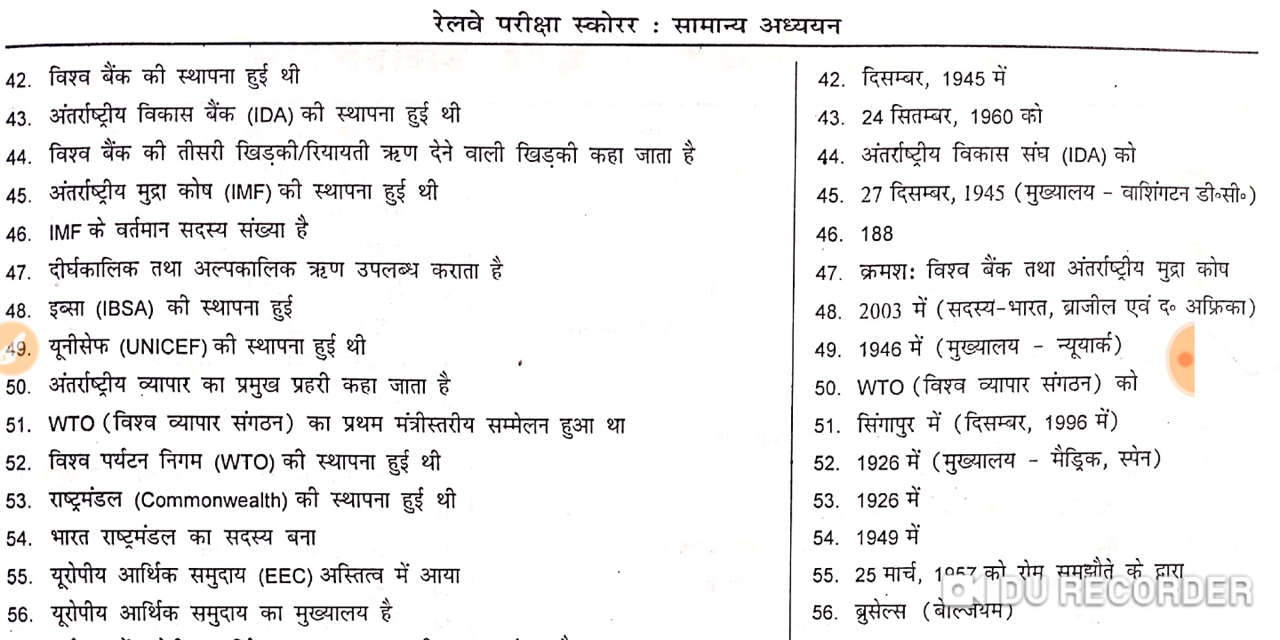 रेलवे परीक्षा स्कोरर : सामान्य अध्ययन
42. विश्व बैंक की स्थापना हुई थी
43. अंतर्राष्ट्रीय विकास बैंक (IDA) की स्थापना हुई थी
44. विश्व बैंक की तीसरी खिड़की/रियायती ऋण देने वाली खिड़की कहा जाता है
45. अंतर्राष्ट्रीय मुद्रा कोष (IMF) की स्थापना हुई थी
46. IMF के वर्तमान सदस्य संख्या है
47. दीर्घकालिक तथा अल्पकालिक ऋण उपलब्ध कराता है
48. इब्सा (IBSA) की स्थापना हुई
49. यूनीसेफ (UNICEF) की स्थापना हुई थी
50. अंतर्राष्ट्रीय व्यापार का प्रमुख प्रहरी कहा जाता है
51. WTO (विश्व व्यापार संगठन) का प्रथम मंत्रीस्तरीय सम्मेलन हुआ था
52. विश्व पर्यटन निगम (WTO) की स्थापना हुई थी
53. राष्ट्रमंडल (Commonwealth) की स्थापना हुई थी
54. भारत राष्ट्रमंडल का सदस्य बना
55. यूरोपीय आर्थिक समुदाय (EEC) अस्तित्व में आया
56. यूरोपीय आर्थिक समुदाय का मुख्यालय है
42. दिसम्बर, 1945 में
43. 24 सितम्बर, 1960 को
44. अंतर्राष्ट्रीय विकास संघ (IDA) को
45. 27 दिसम्बर, 1945 (मुख्यालय - वाशिंगटन डी॰सी॰)
46. 188
47. क्रमशः विश्व बैंक तथा अंतर्राष्ट्रीय मुद्रा कोष
48. 2003 में (सदस्य-भारत, ब्राजील एवं द॰ अफ्रिका)
49. 1946 में (मुख्यालय - न्यूयार्क)
50. WTO (विश्व व्यापार संगठन) को
51. सिंगापुर में (दिसम्बर, 1996 में)
52. 1926 में (मुख्यालय - मैड्रिक, स्पेन)
53. 1926 में
54. 1949 में
55. 25 मार्च, 1957 को रोम समझौते के द्वारा
56. ब्रुसेल्स (बेल्जियम)
DU RECORDER